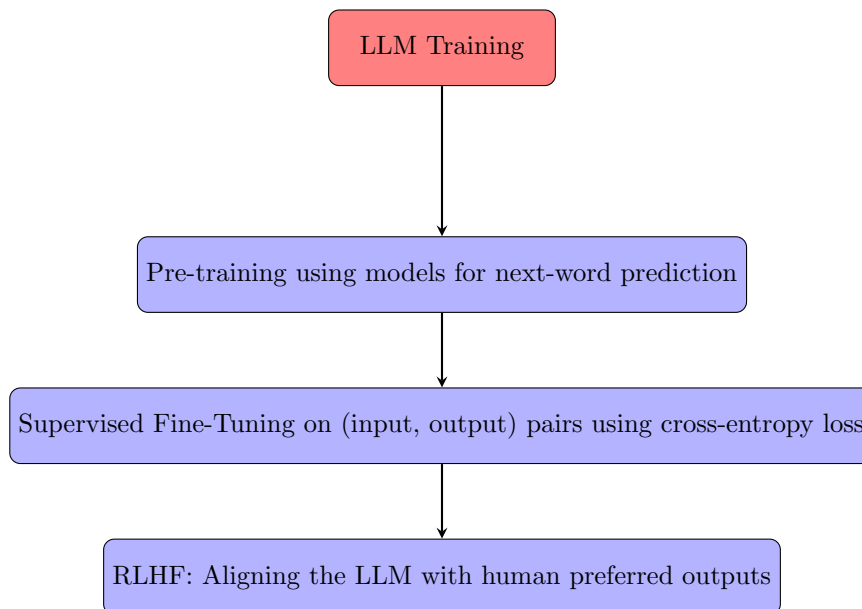 LLM Training
Pre-training using models for next-word prediction
Supervised Fine-Tuning on (input, output) pairs using cross-entropy loss
RLHF: Aligning the LLM with human preferred outputs